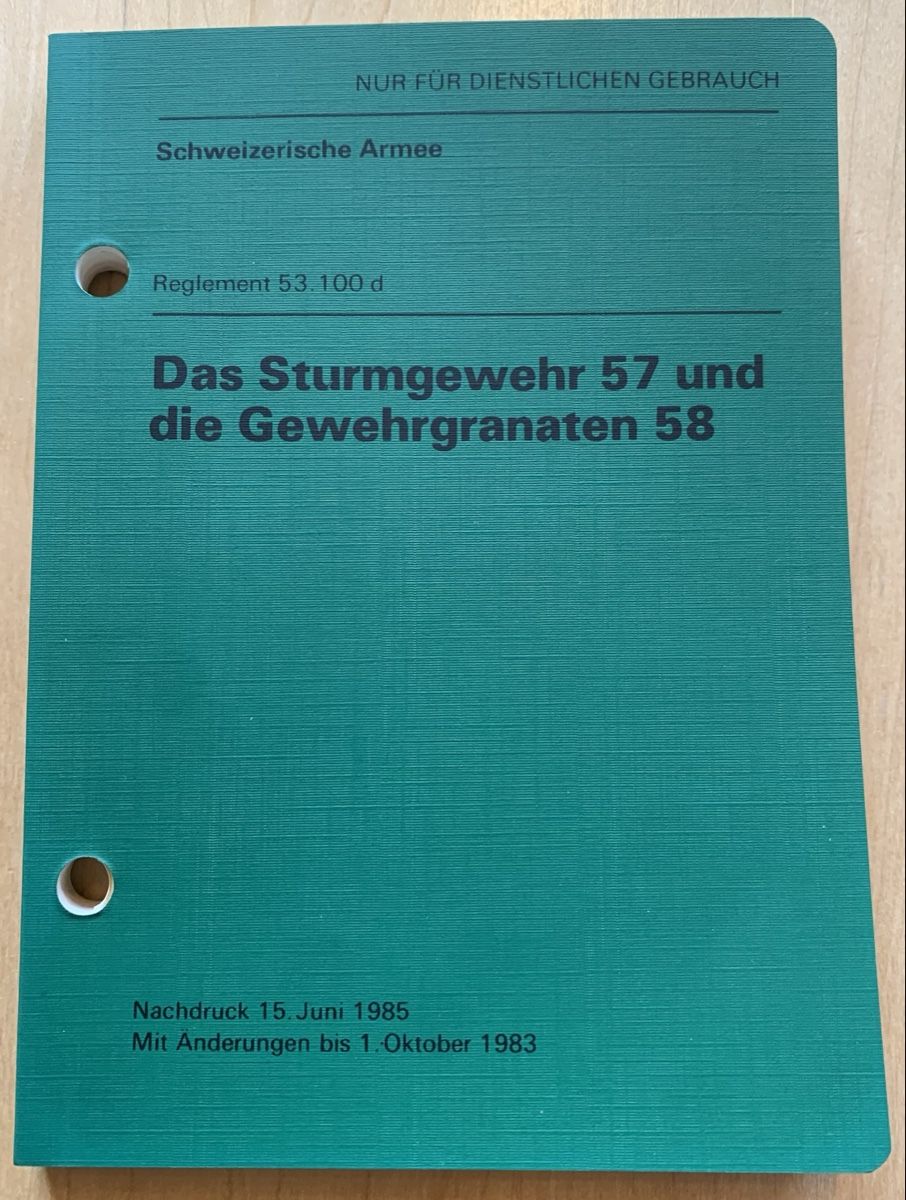 NUR FÜR DIENSTLICHEN GEBRAUCH
Schweizerische Armee
Reglement 53.100 d
Das Sturmgewehr 57 und
die Gewehrgranaten 58
Nachdruck 15. Juni 1985
Mit Änderungen bis 1. Oktober 1983